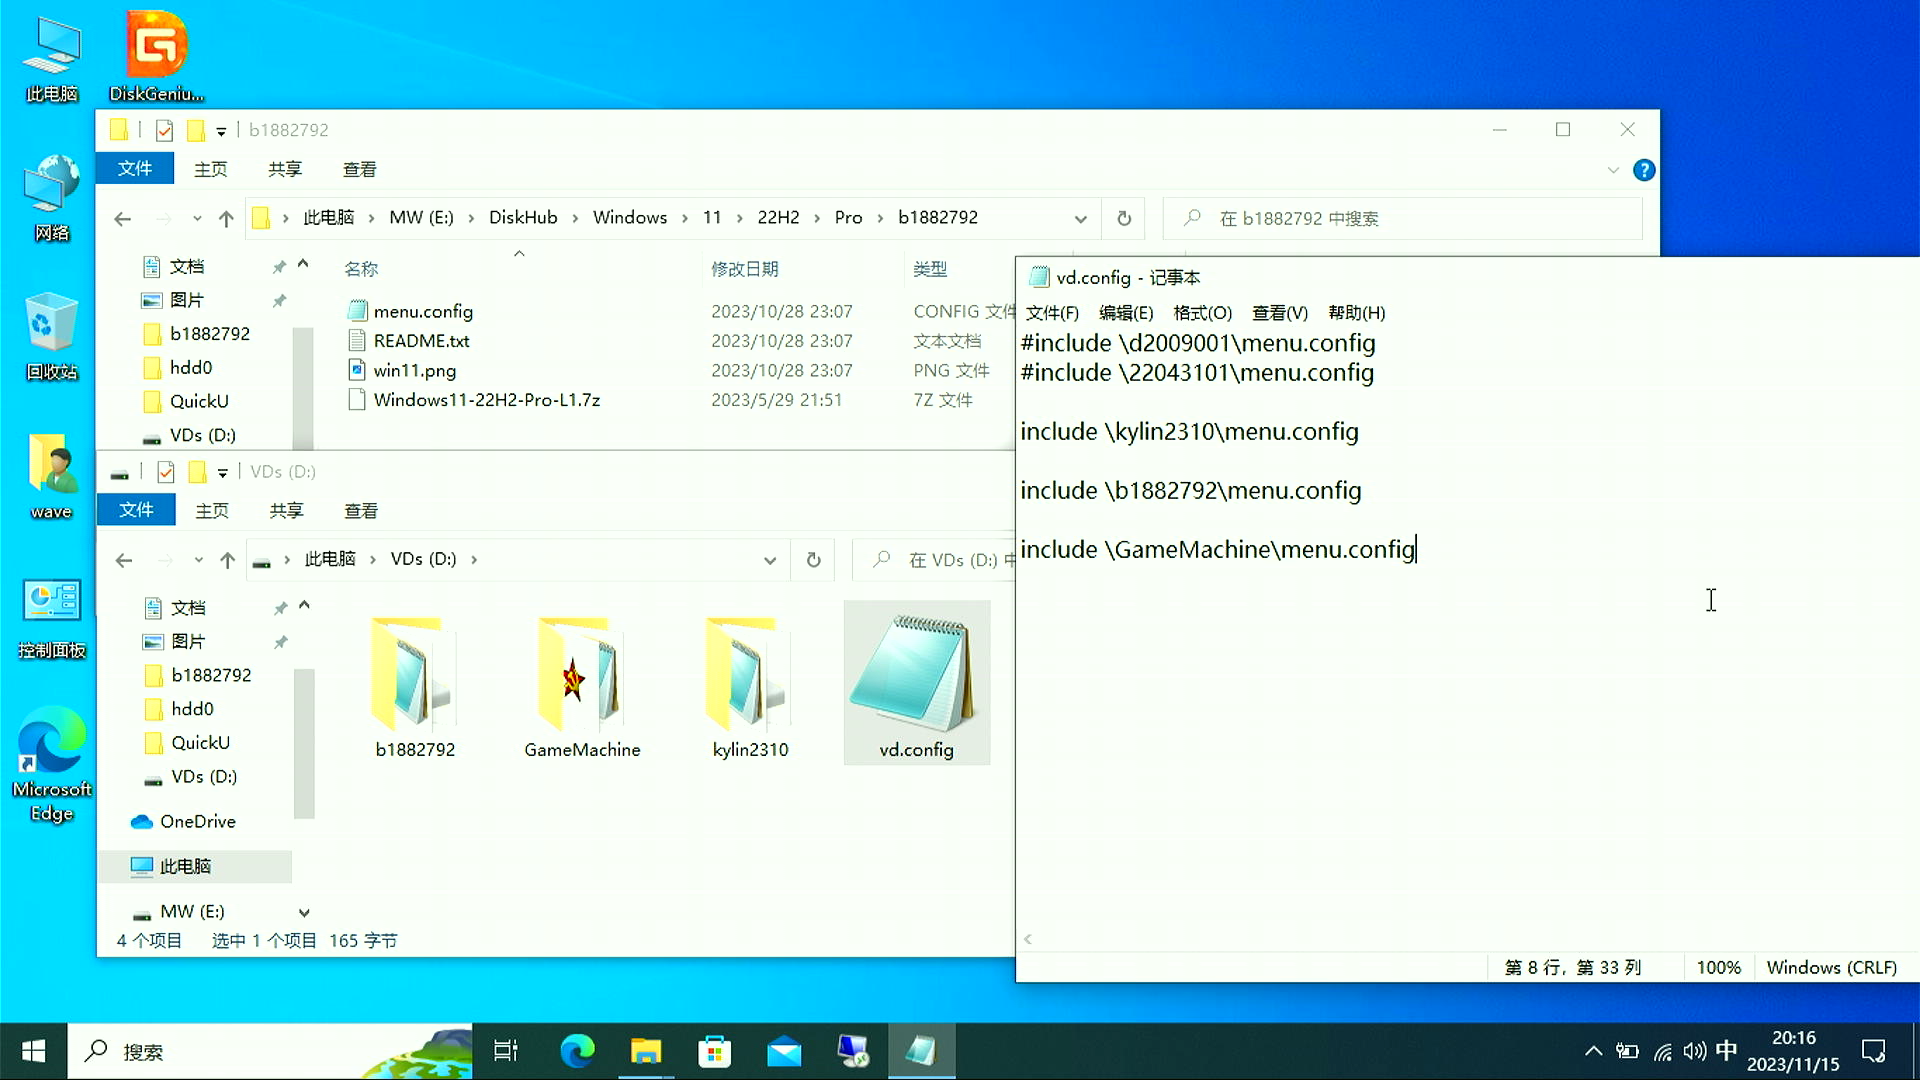 此电脑
DiskGeniu...
网络
回收站
wave
控制面板
Microsoft
Edge
b1882792
文件
主页
共享
查看
此电脑
MW (E:)
DiskHub
Windows
11
22H2
Pro
b1882792
在 b1882792 中搜索
文档
图片
b1882792
hdd0
QuickU
VDs (D:)
名称
修改日期
类型
menu.config
2023/10/28 23:07
CONFIG 文件
README.txt
2023/10/28 23:07
文本文档
win11.png
2023/10/28 23:07
PNG 文件
Windows11-22H2-Pro-L1.7z
2023/5/29 21:51
7Z 文件
VDs (D:)
文件
主页
共享
查看
此电脑
VDs (D:)
在 VDs (D:) 中
文档
图片
b1882792
hdd0
QuickU
VDs (D:)
OneDrive
此电脑
MW (E:)
b1882792
GameMachine
kylin2310
vd.config
4 个项目
选中 1 个项目 165 字节
vd.config - 记事本
文件(F)
编辑(E)
格式(O)
查看(V)
帮助(H)
#include \d2009001\menu.config
#include \22043101\menu.config
include \kylin2310\menu.config
include \b1882792\menu.config
include \GameMachine\menu.config
第 8 行，第 33 列
100%
Windows (CRLF)
搜索
中
20:16
2023/11/15